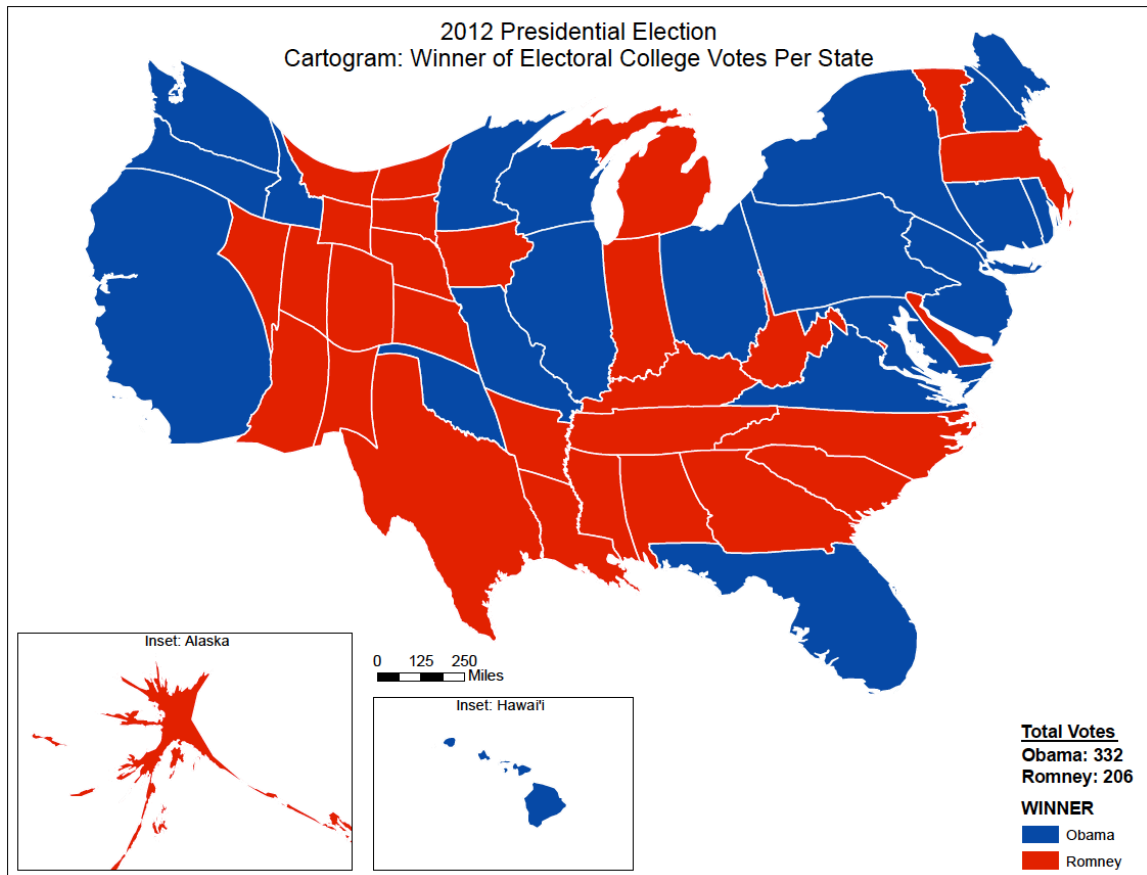 2012 Presidential Election
Cartogram: Winner of Electoral College Votes Per State
Inset: Alaska
0 125 250
Miles
Inset: Hawai'i
Total Votes
Obama: 332
Romney: 206
WINNER
Obama
Romney